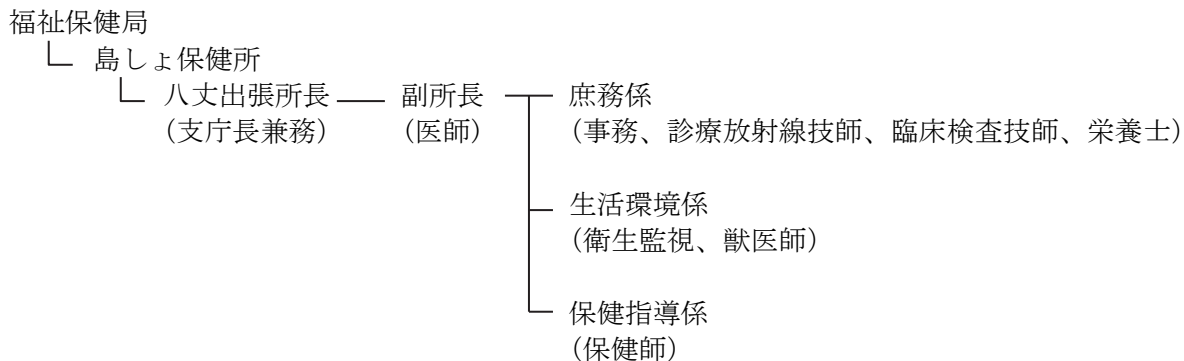 福祉保健局
島しょ保健所
八丈出張所長 副所長 庶務係
(支庁長兼務) (医師) (事務、診療放射線技師、臨床検査技師、栄養士)
生活環境係
(衛生監視、獣医師)
保健指導係
(保健師)